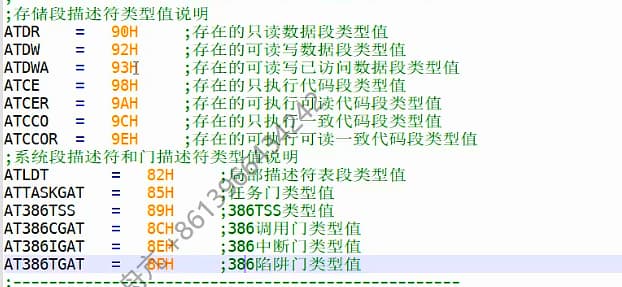 ;存储段描述符类型值说明
ATDR = 90H ;存在的只读数据段类型值
ATDW = 92H ;存在的可读写数据段类型值
ATDWA = 93H ;存在的可读写已访问数据段类型值
ATCE = 98H ;存在的只执行代码段类型值
ATCER = 9AH ;存在的可执行可读代码段类型值
ATCCO = 9CH ;存在的只执行一致代码段类型值
ATCCOR = 9EH ;存在的可执行可读一致代码段类型值
;系统段描述符和门描述符类型值说明
ATLDT = 82H ;局部描述符表段类型值
ATTASKGAT = 85H ;任务门类型值
AT386TSS = 89H ;386TSS类型值
AT386CGAT = 8CH ;386调用门类型值
AT386IGAT = 8EH ;386中断门类型值
AT386TGAT = 8FH ;386陷阱门类型值
;--------------------------------------------------